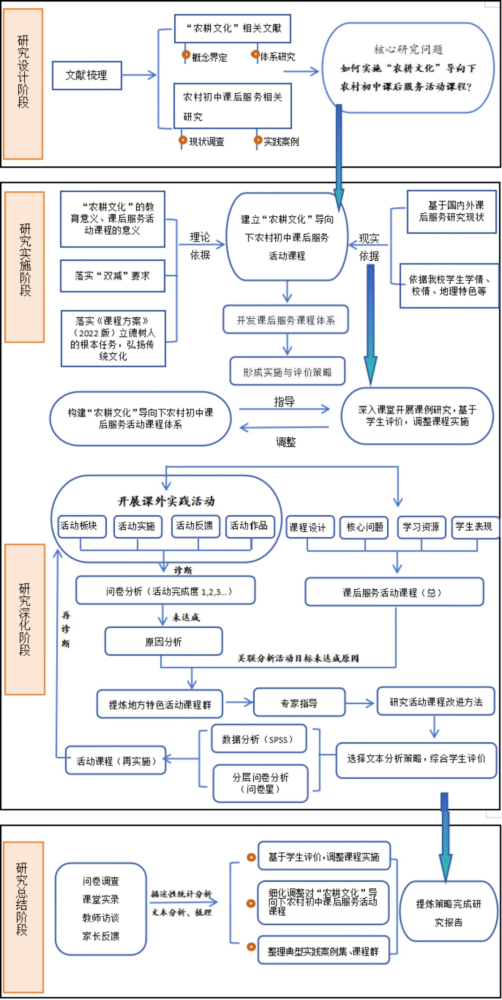 研究设计阶段
文献梳理
“农耕文化”相关文献
概念界定
体系研究
农村初中课后服务相关
研究
现状调查
实践案例
核心研究问题
如何实施“农耕文化”导向下
农村初中课后服务活动课程？
研究实施阶段
“农耕文化”的教
育意义、课后服务活
动课程的意义
落实“双减”要求
落实《课程方案》
（2022 版）立德树人
的根本任务，弘扬传
统文化
理论
依据
建立“农耕文化”导向
下农村初中课后服务
活动课程
现实
依据
基于国内外课
后服务研究现状
依据我校学生学情、
校情、地理特色等
开发课后服务课程体系
形成实施与评价策略
构建“农耕文化”导向下农村初中课
后服务活动课程体系
指导
调整
深入课堂开展课例研究，基于
学生评价，调整课程实施
研究深化阶段
开展课外实践活动
活动板块
活动实施
活动反馈
活动作品
课程设计
核心问题
学习资源
学生表现
诊断
问卷分析（活动完成度 1,2,3...）
课后服务活动课程（总）
未达成
再
诊
断
原因分析
关联分析活动目标未达成原因
提炼地方特色活动课程群
专家指导
研究活动课程改进方法
数据分析（SPSS）
分层问卷分析
（问卷星）
活动课程（再实施）
选择文本分析策略，综合学生评价
研究总结阶段
问卷调查
课堂实录
教师访谈
家长反馈
描述性统计分析
文本分析、梳理
基于学生评价，调整课程实施
细化调整对“农耕文化”导
向下农村初中课后服务活动
课程
整理典型实践案例集、课程群
提炼策略完成研
究报告